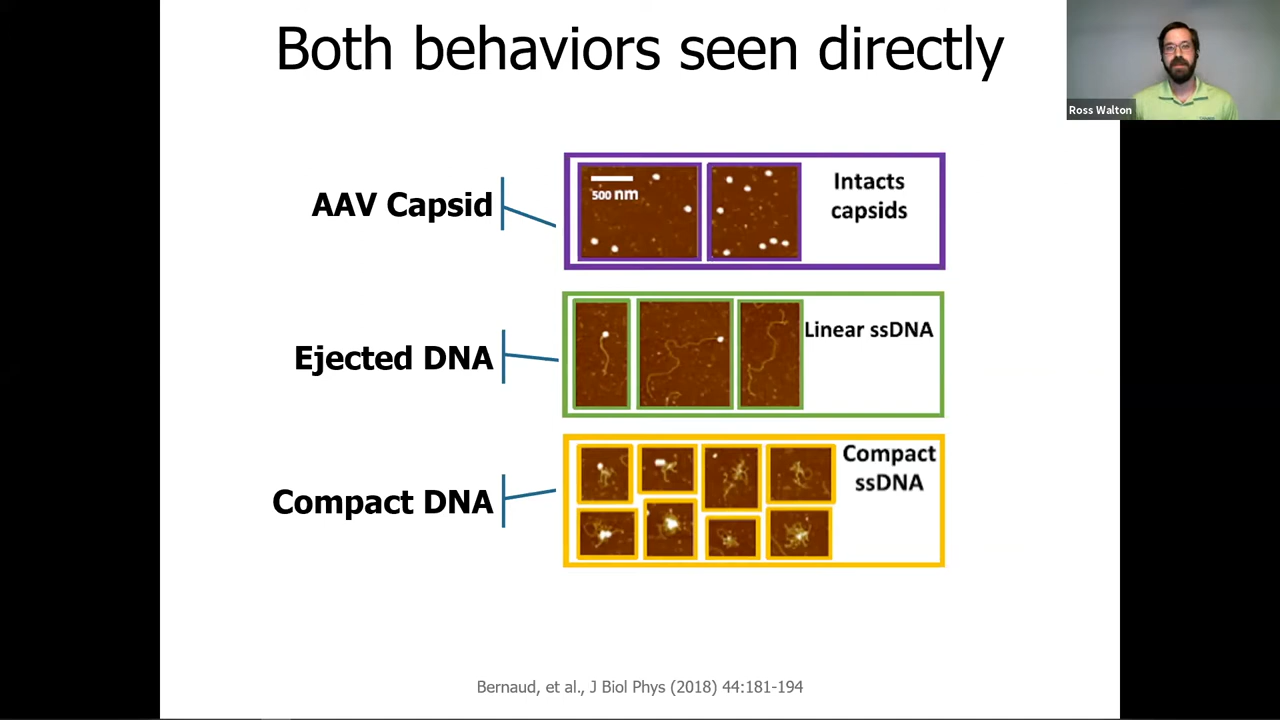 Both behaviors seen directly
Ross Walton
AAV Capsid
500 nm
Intacts
capsids
Ejected DNA
Linear ssDNA
Compact DNA
Compact
ssDNA
Bernaud, et al., J Biol Phys (2018) 44:181-194